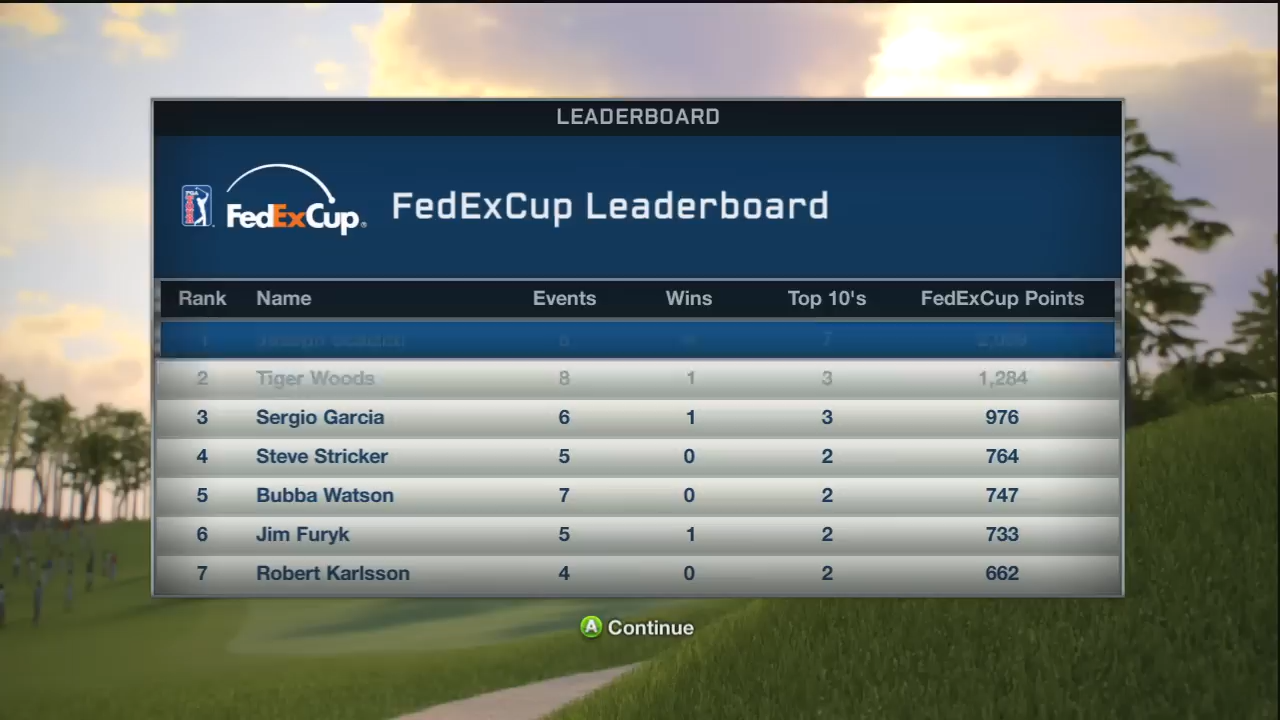 LEADERBOARD
PGA TOUR
FedExCup®
FedExCup Leaderboard
Rank Name Events Wins Top 10's FedExCup Points
1 8 7
2 Tiger Woods 8 1 3 1,284
3 Sergio Garcia 6 1 3 976
4 Steve Stricker 5 0 2 764
5 Bubba Watson 7 0 2 747
6 Jim Furyk 5 1 2 733
7 Robert Karlsson 4 0 2 662
A Continue